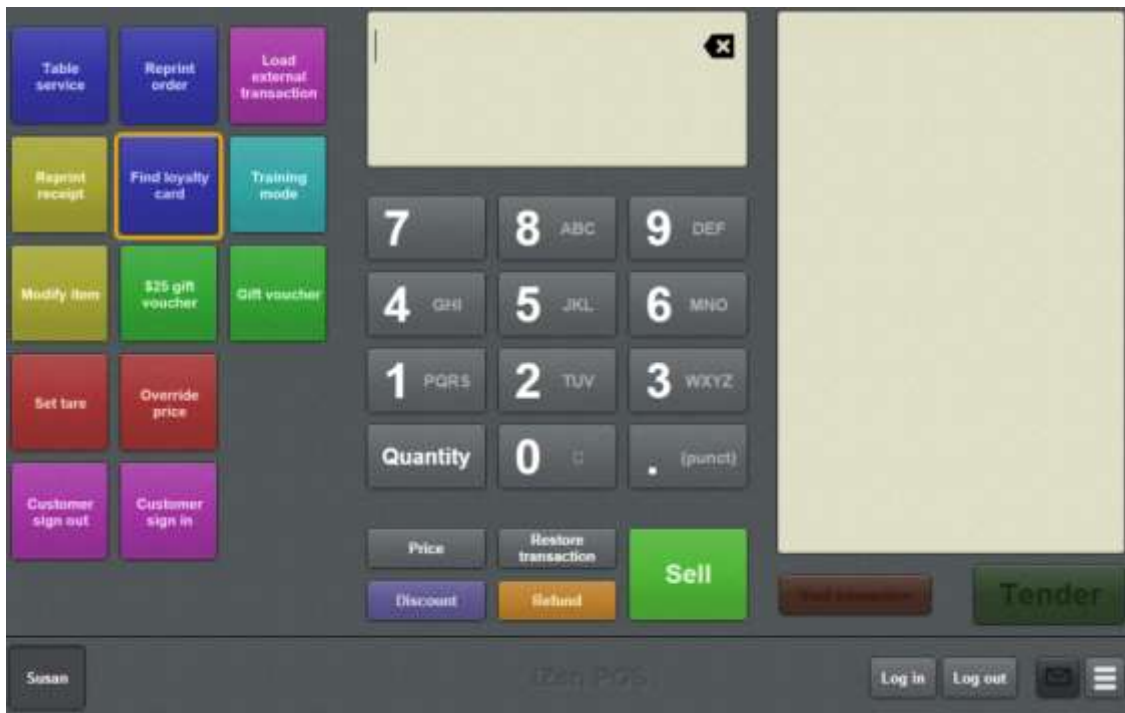 Table
service
Reprint
order
Load
external
transaction
Reprint
receipt
Find loyalty
card
Training
mode
Modify item
$25 gift
voucher
Gift voucher
Set tare
Override
price
Customer
sign out
Customer
sign in
7
8 ABC
9 DEF
4 GHI
5 JKL
6 MNO
1 PQRS
2 TUV
3 WXYZ
Quantity
0
. (punct)
Price
Restore
transaction
Sell
Discount
Refund
Tender
Susan
POS
Log in
Log out